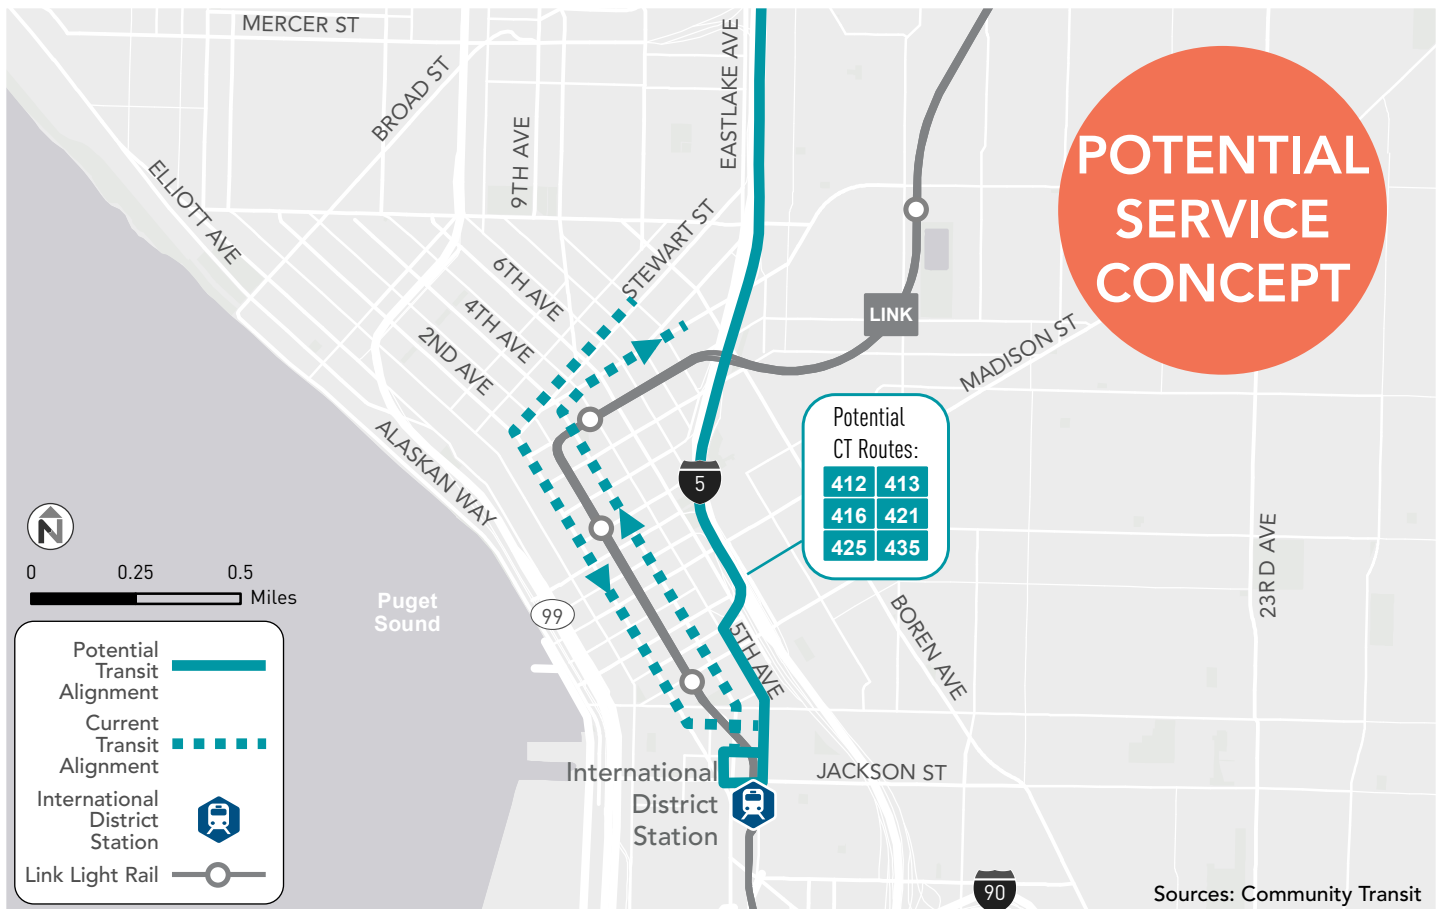 MERCER ST
BROAD ST
9TH AVE
EASTLAKE AVE
ELLIOTT AVE
STEWART ST
6TH AVE
4TH AVE
2ND AVE
ALASKAN WAY
LINK
MADISON ST
POTENTIAL
SERVICE
CONCEPT
Potential
CT Routes:
412 413
416 421
425 435
5
N
0 0.25 0.5
Miles
Puget
Sound
99
5TH AVE
BOREN AVE
23RD AVE
JACKSON ST
International
District
Station
90
Potential
Transit
Alignment
Current
Transit
Alignment
International
District
Station
Link Light Rail
Sources: Community Transit